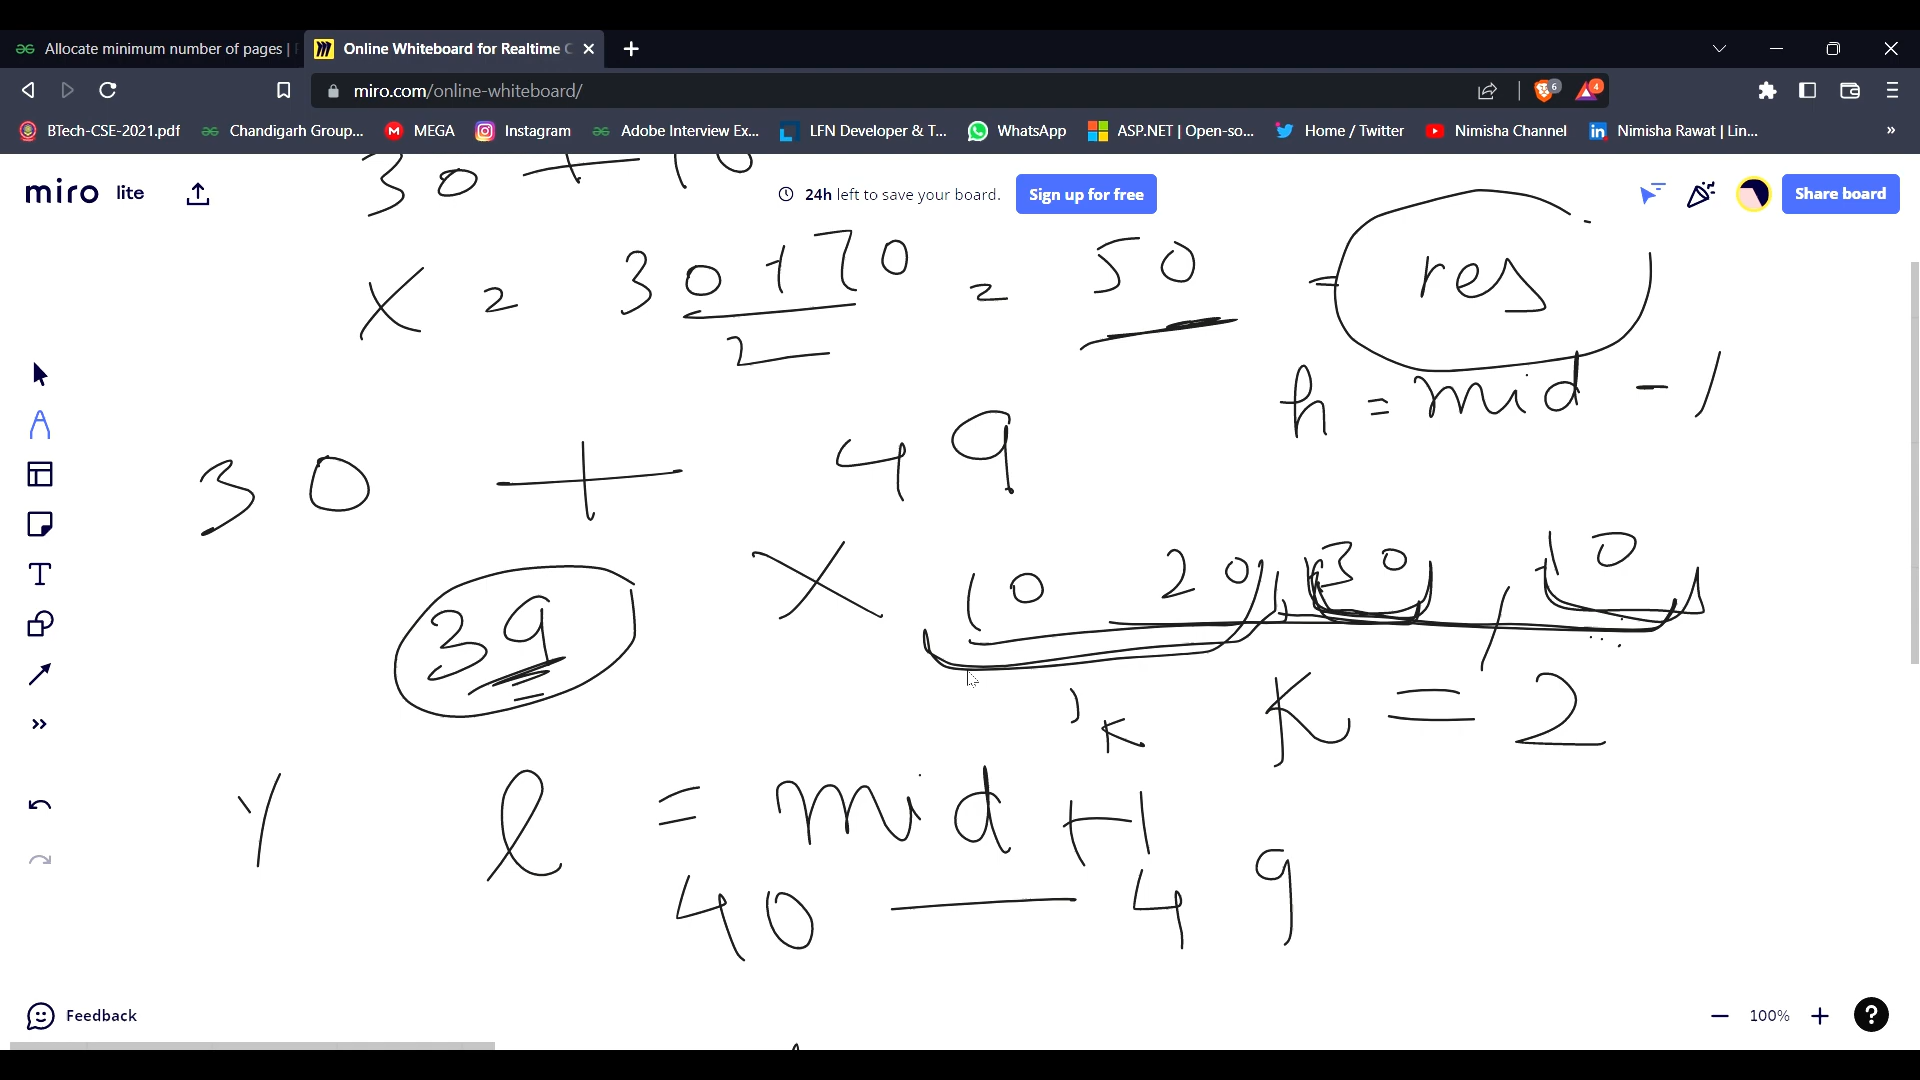 Allocate minimum number of pages |
Online Whiteboard for Realtime C
miro.com/online-whiteboard/
BTech-CSE-2021.pdf
Chandigarh Group...
MEGA
Instagram
Adobe Interview Ex...
LFN Developer & T...
WhatsApp
ASP.NET | Open-so...
Home / Twitter
Nimisha Channel
Nimisha Rawat | Lin...
»
miro lite
24h left to save your board.
Sign up for free
Share board
30 + 70
X = 30+70 = 50 = res
2
h = mid - 1
30 + 49
39 X 10 20 | 30 , 10
K K = 2
l = mid +1
40 — 49
Feedback
100%